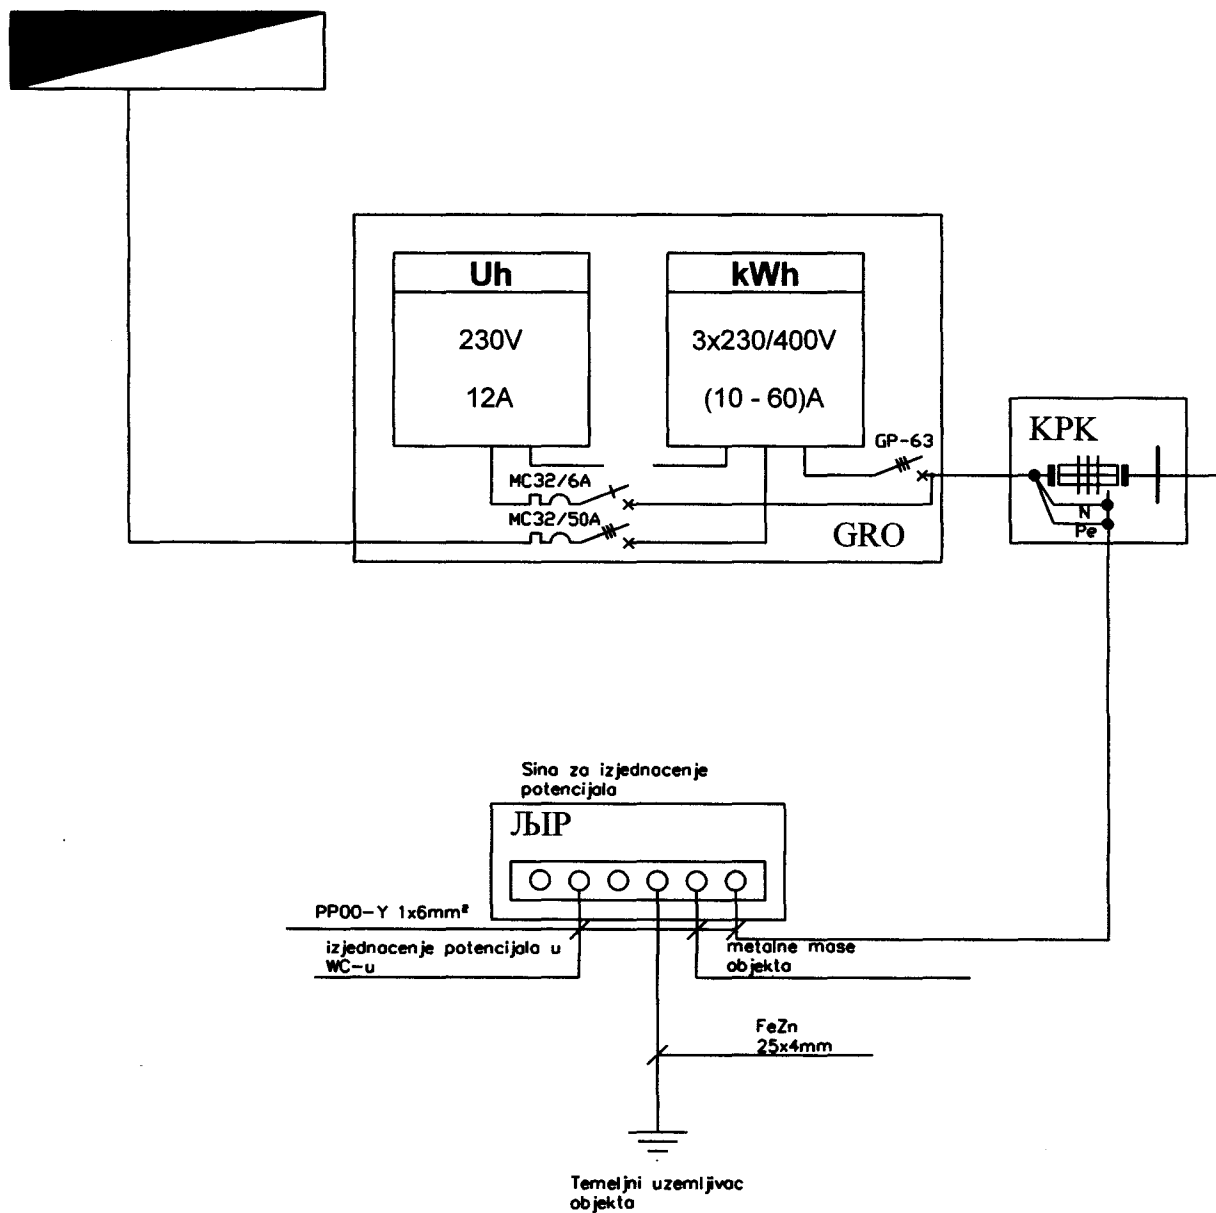 Uh
230V
12A
kWh
3x230/400V
(10 - 60)A
GP-63
MC32/6A
MC32/50A
GRO
KPK
N
Pe
Sina za izjednacenje
potencijala
ЉIP
PP00-Y 1x6mm²
izjednacenje potencijala u
WC-u
metalne mase
objekta
FeZn
25x4mm
Temeljni uzemljivac
objekta